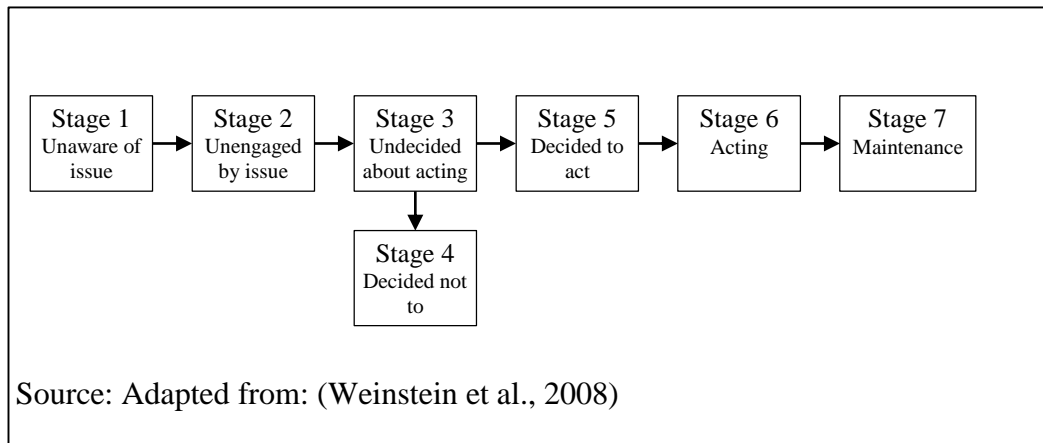 Stage 1
Unaware of
issue
Stage 2
Unengaged
by issue
Stage 3
Undecided
about acting
Stage 5
Decided to
act
Stage 6
Acting
Stage 7
Maintenance
Stage 4
Decided not
to
Source: Adapted from: (Weinstein et al., 2008)